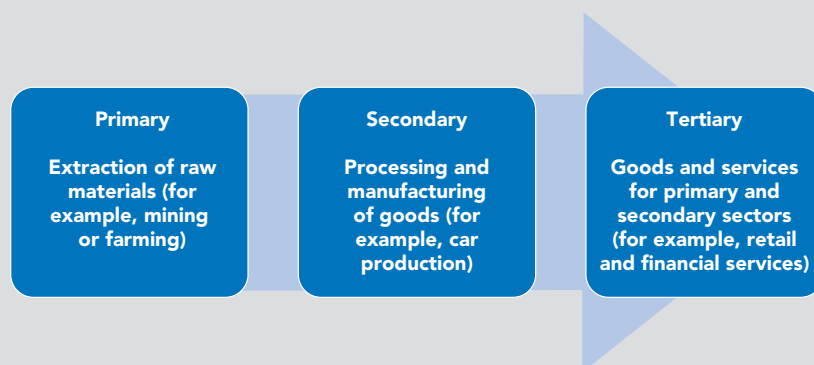 Primary
Extraction of raw
materials (for
example, mining
or farming)
Secondary
Processing and
manufacturing
of goods (for
example, car
production)
Tertiary
Goods and services
for primary and
secondary sectors
(for example, retail
and financial services)